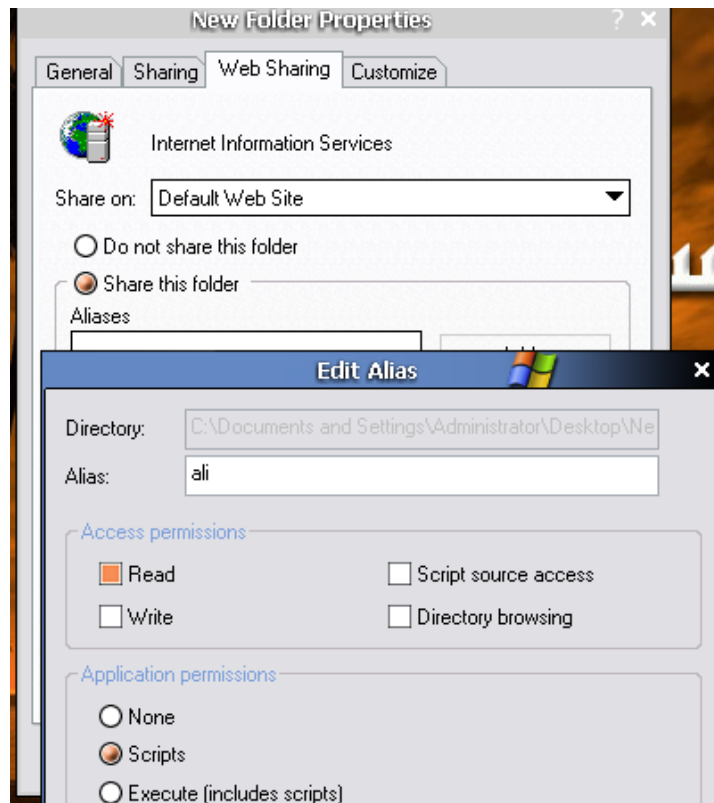 New Folder Properties ? ×
General Sharing Web Sharing Customize
Internet Information Services
Share on: Default Web Site
Do not share this folder
Share this folder
Aliases
Edit Alias ×
Directory: C:\Documents and Settings\Administrator\Desktop\Ne
Alias: ali
Access permissions
Read Script source access
Write Directory browsing
Application permissions
None
Scripts
Execute (includes scripts)